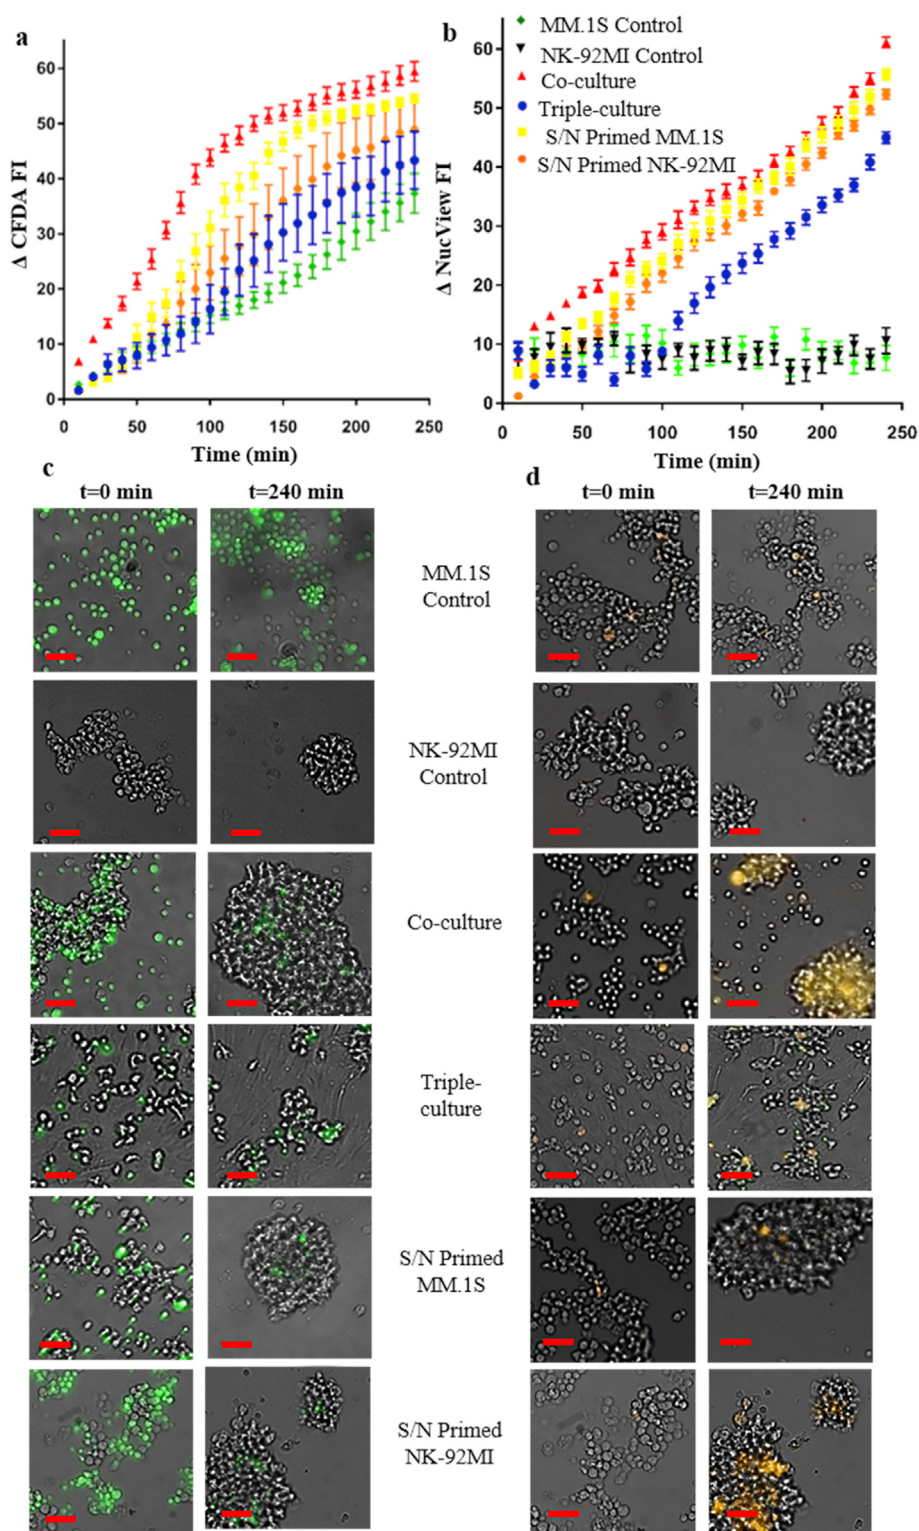 a
b
MM.1S Control
NK-92MI Control
Co-culture
Triple-culture
S/N Primed MM.1S
S/N Primed NK-92MI
Δ CFDA FI
60
50
40
30
20
10
0
0 50 100 150 200 250
Time (min)
Δ NucView FI
60
50
40
30
20
10
0
0 50 100 150 200 250
Time (min)
c
t=0 min t=240 min
d
t=0 min t=240 min
MM.1S
Control
NK-92MI
Control
Co-culture
Triple-
culture
S/N Primed
MM.1S
S/N Primed
NK-92MI